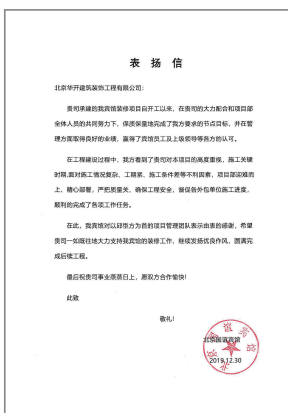 表 扬 信
北京华开建筑装饰工程有限公司：
贵司承建的我宾馆装修项目自开工以来，在贵司的大力配合和项目部
全体人员的共同努力下，保质保量地完成了我方要求的节点目标，并在管
理方面取得良好的业绩，赢得了宾馆员工及上级领导等各方的认可。
在工程建设过程中，我方看到了贵司对本项目的高度重视，施工关键
时期,面对施工情况复杂、工期紧、施工条件差等不利因素，项目部迎难而
上、精心部署，严把质量关、确保工程安全，督促各外包单位施工进度，
顺利的完成了各项工作任务。
在此，我宾馆对以邱
为首的项目管理团队表示由衷的感谢，希望
贵司一如既往地大力支持我宾馆的装修工作，继续发扬优良作风，圆满完
成后续工程。
最后祝贵司事业蒸蒸日上，愿双方合作愉快！
此致
敬礼！
北京国谊宾馆
2019.12.30
北京国谊宾馆